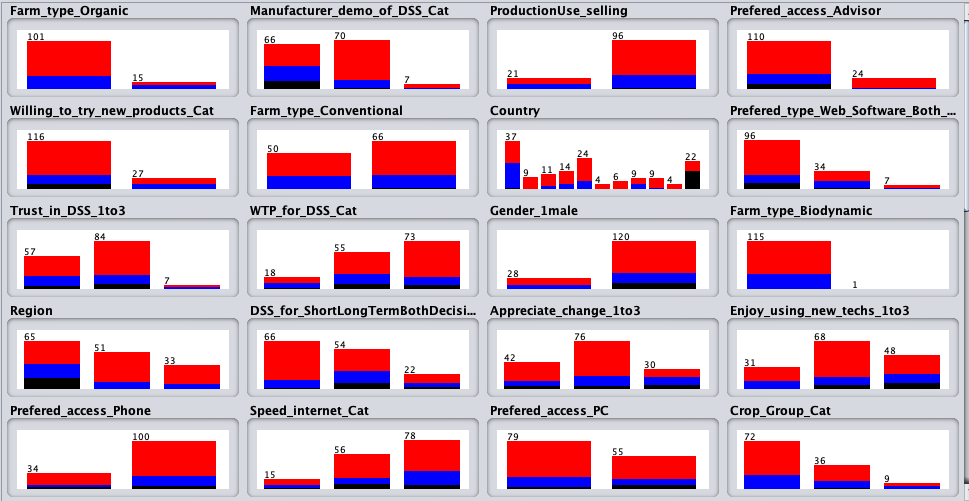 Farm_type_Organic
101
15
Manufacturer_demo_of_DSS_Cat
66
70
7
ProductionUse_selling
21
96
Prefered_access_Advisor
110
24
Willing_to_try_new_products_Cat
116
27
Farm_type_Conventional
50
66
Country
37
9
11
14
24
4
6
9
9
4
22
Prefered_type_Web_Software_Both_...
96
34
7
Trust_in_DSS_1to3
57
84
7
WTP_for_DSS_Cat
18
55
73
Gender_1male
28
120
Farm_type_Biodynamic
115
1
Region
65
51
33
DSS_for_ShortLongTermBothDecisi...
66
54
22
Appreciate_change_1to3
42
76
30
Enjoy_using_new_techs_1to3
31
68
48
Prefered_access_Phone
34
100
Speed_internet_Cat
15
56
78
Prefered_access_PC
79
55
Crop_Group_Cat
72
36
9